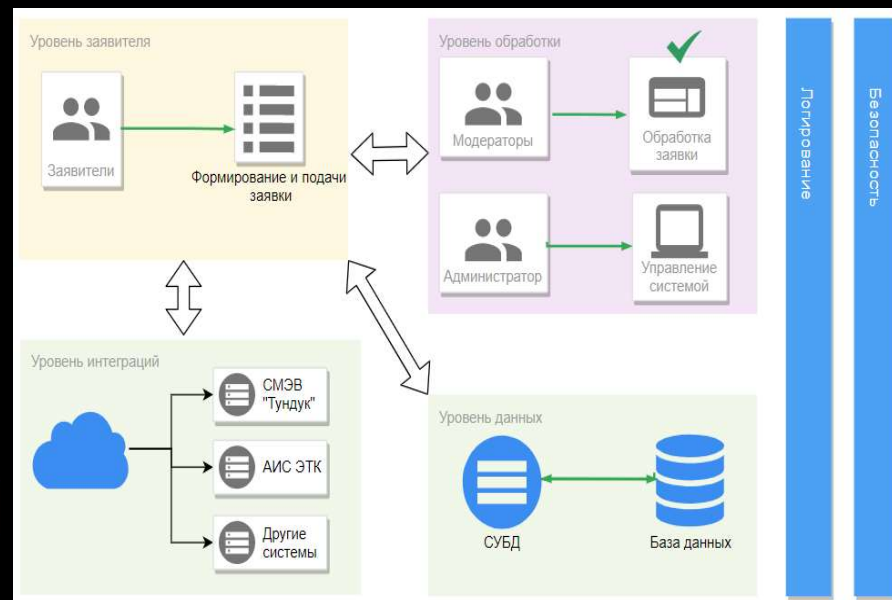 Уровень заявителя
Заявители
Формирование и подачи
заявки
Уровень обработки
Модераторы
Обработка
заявки
Администратор
Управление
системой
Уровень интеграций
СМЭВ
"Тундук"
АИС ЭТК
Другие
системы
Уровень данных
СУБД
База данных
Логирование
Безопасность